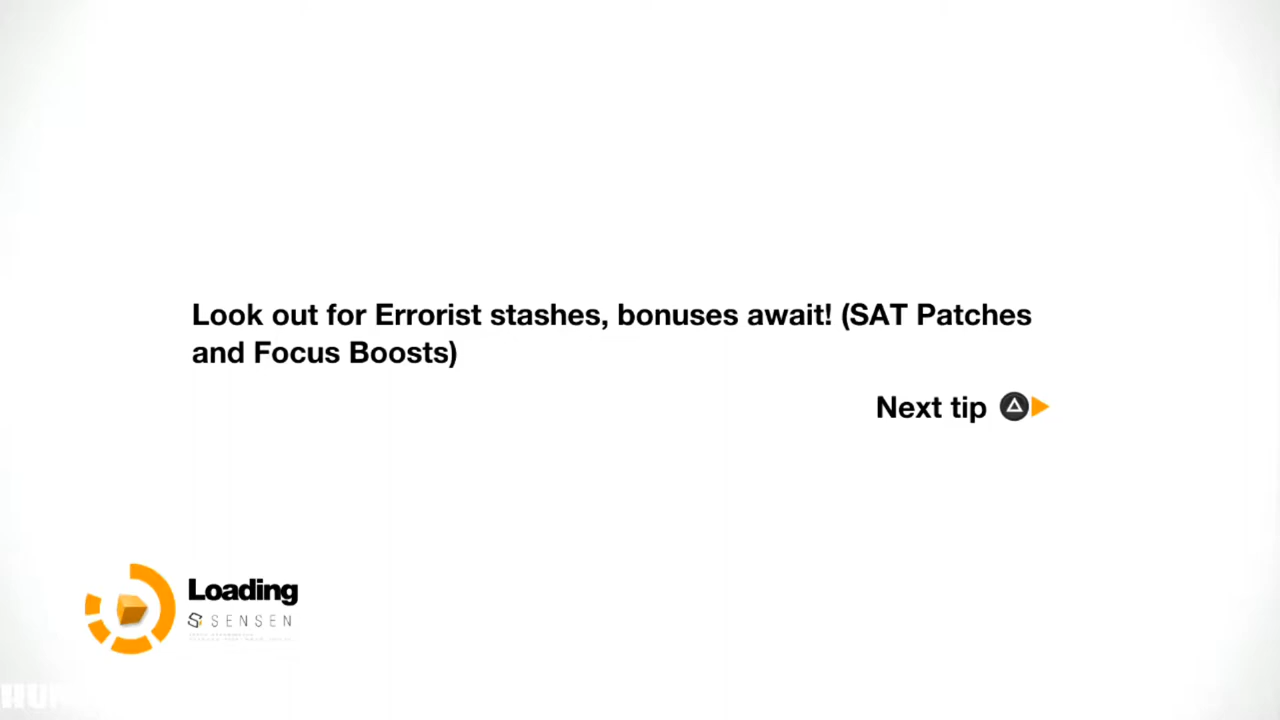 Look out for Errorist stashes, bonuses await! (SAT Patches
and Focus Boosts)
Next tip
Loading
SENSEN